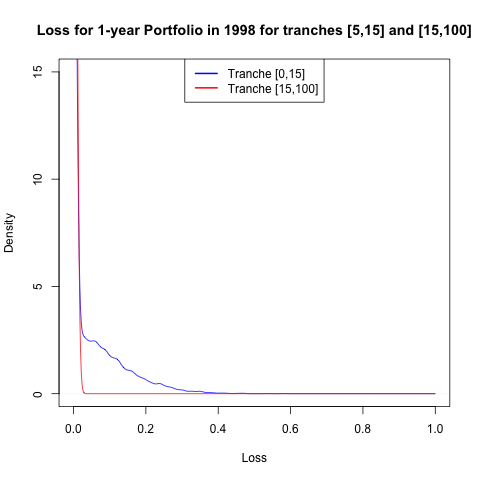 Loss for 1-year Portfolio in 1998 for tranches [5,15] and [15,100]
Tranche [0,15]
Tranche [15,100]
Density
15
10
5
0
0.0 0.2 0.4 0.6 0.8 1.0
Loss